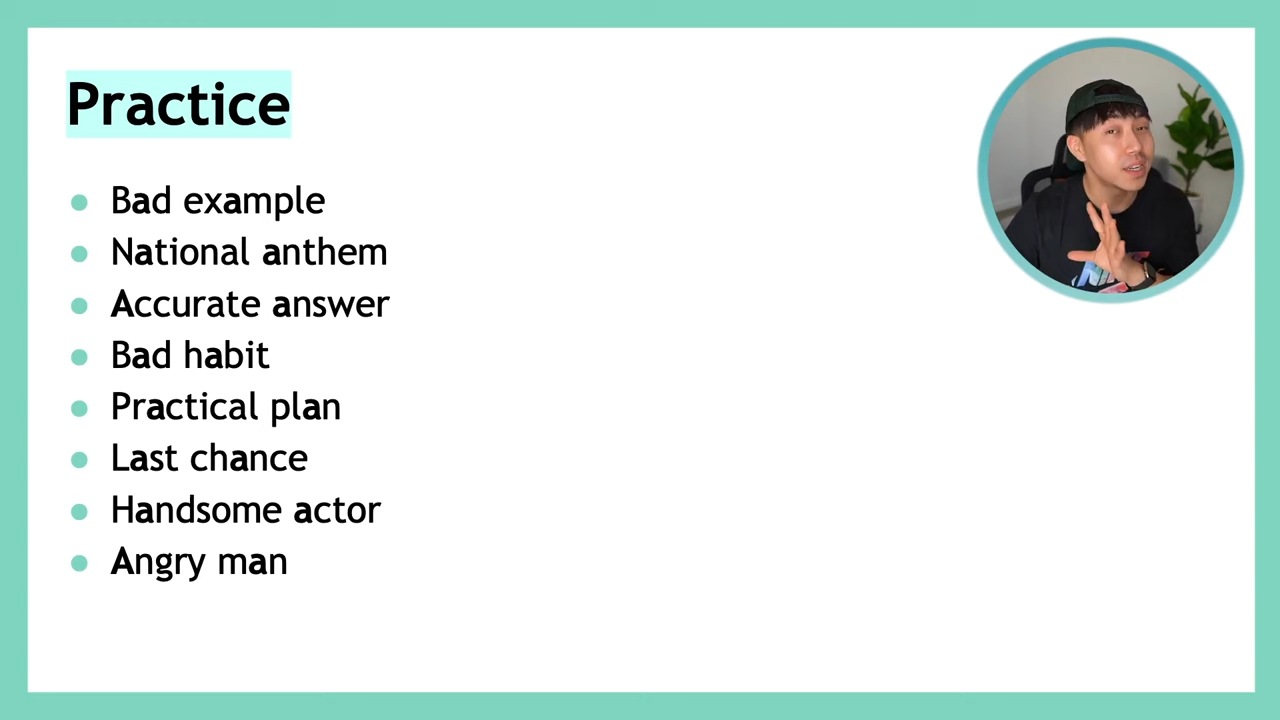 Practice
● Bad example
● National anthem
● Accurate answer
● Bad habit
● Practical plan
● Last chance
● Handsome actor
● Angry man